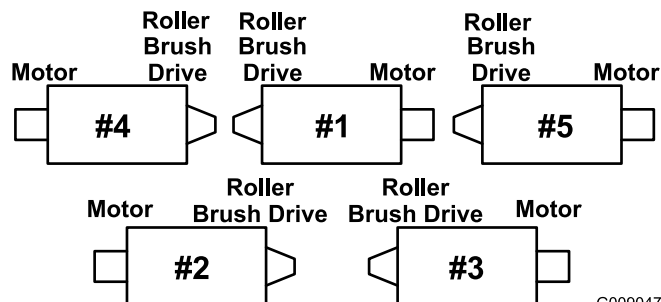 Roller Roller Roller
Brush Brush Brush
Motor Drive Drive Motor Drive Motor
#4 #1 #5
Roller Roller
Motor Brush Drive Brush Drive Motor
#2 #3